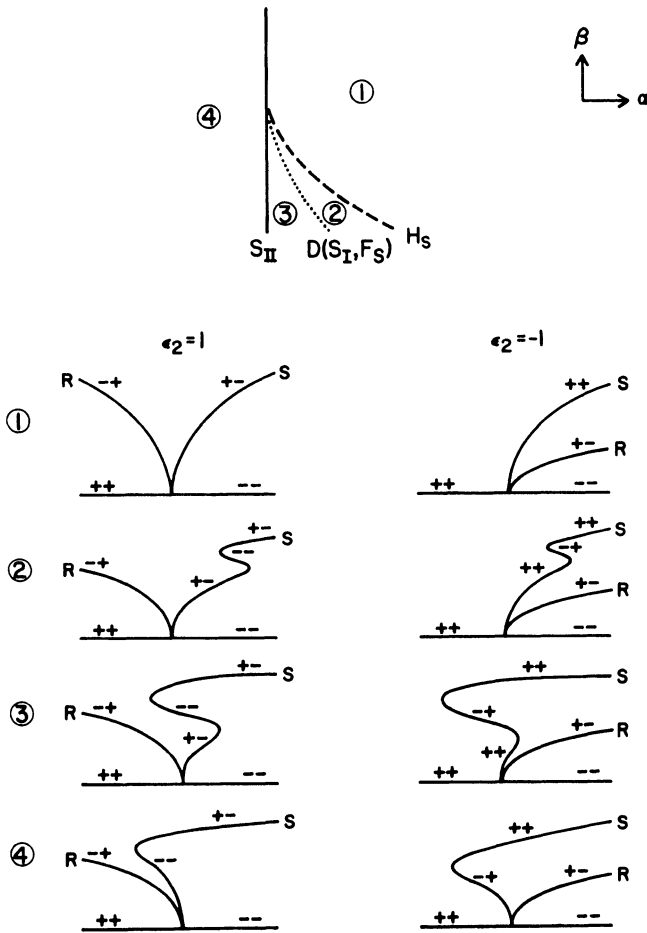 β
①
④
α
③ ②
S_II D(S_I,F_S) H_S
ϵ₂=1 ϵ₂=-1
①
R -+ +- S
++ --
++ S
+- R
++ --
②
+- S
--
R -+ +-
++ --
++ S
-+
++ +- R
++ --
③
+- S
R -+ --
+-
++ --
++ S
-+ +- R
++
++ --
④
+- S
R -+ --
++ --
++ S
-+ +- R
++ --